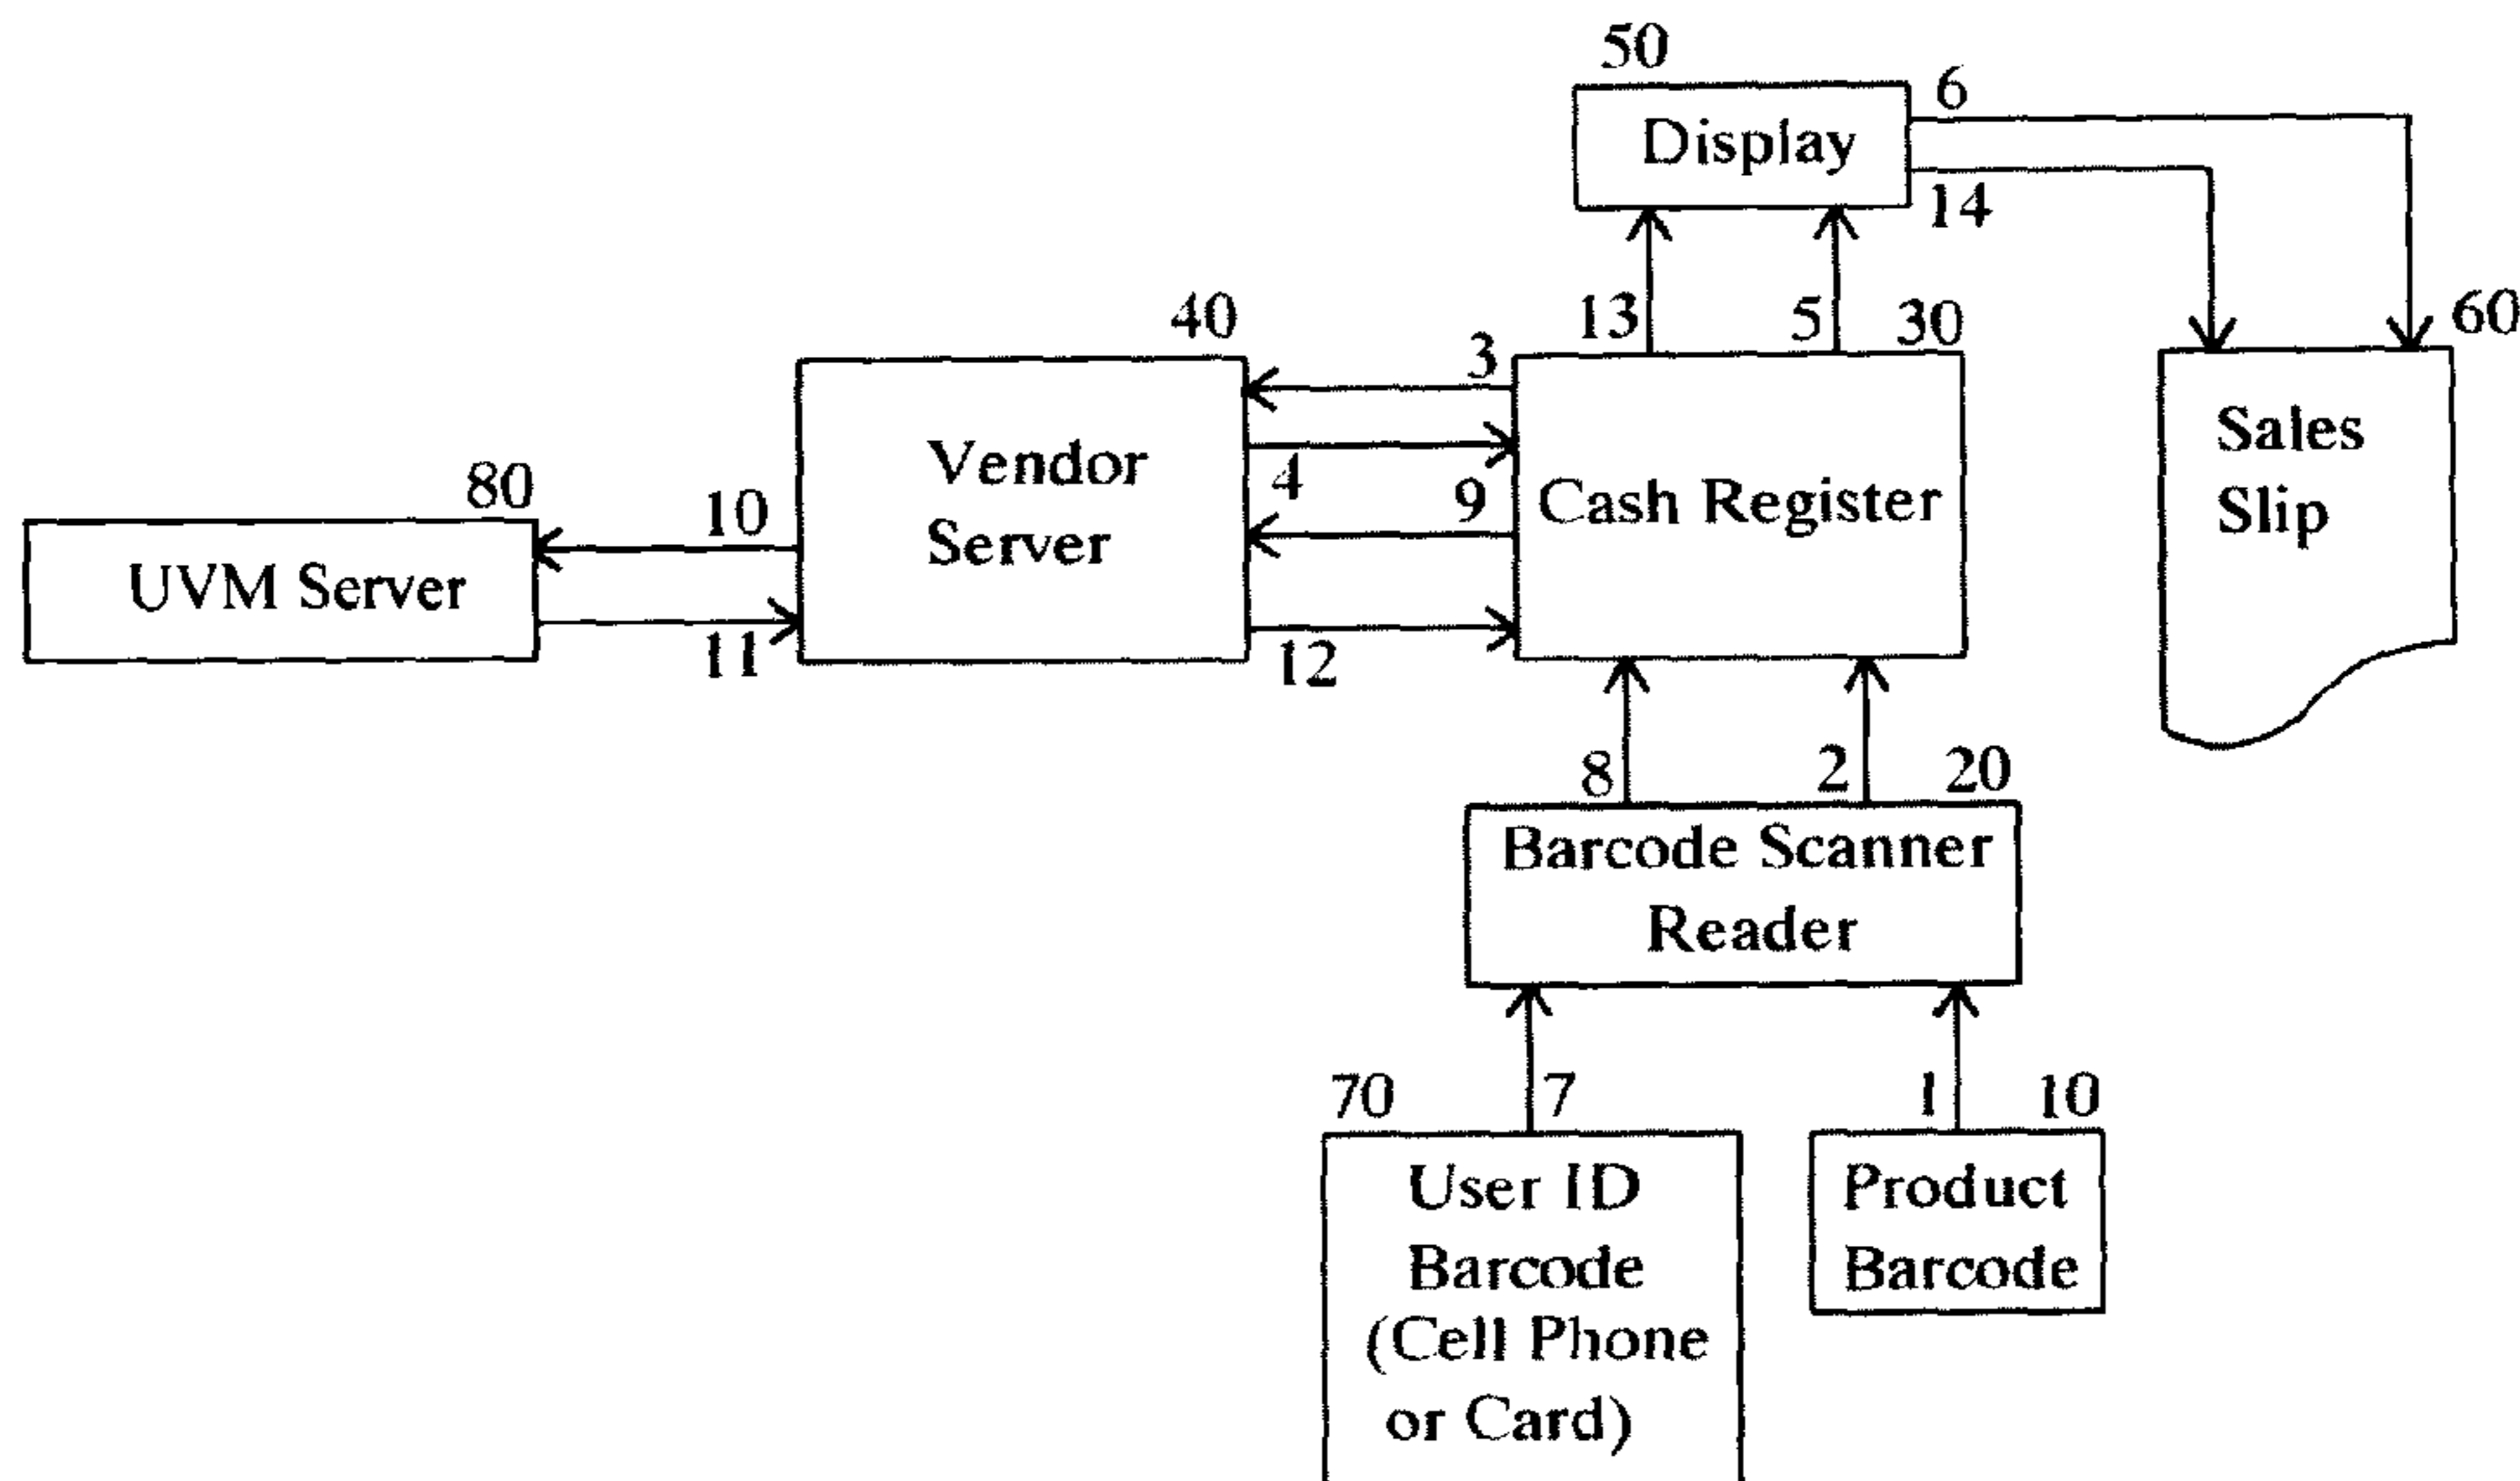 50
6
Display
14
13
5
30
40
3
60
Vendor
Server
4
9
Cash Register
Sales
Slip
80
10
UVM Server
11
12
8
2
20
Barcode Scanner
Reader
70
7
1
10
User ID
Barcode
(Cell Phone
or Card)
Product
Barcode